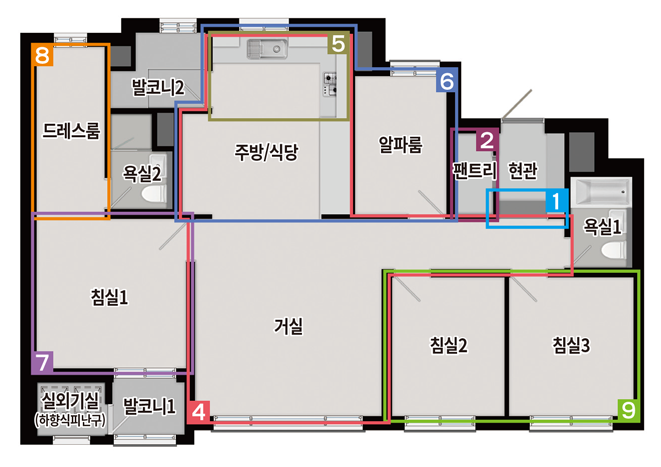 8
발코니2
5
6
드레스룸
욕실2
주방/식당
알파룸
2
팬트리
현관
1
욕실1
침실1
거실
침실2
침실3
7
실외기실
(하향식피난구)
발코니1
4
9